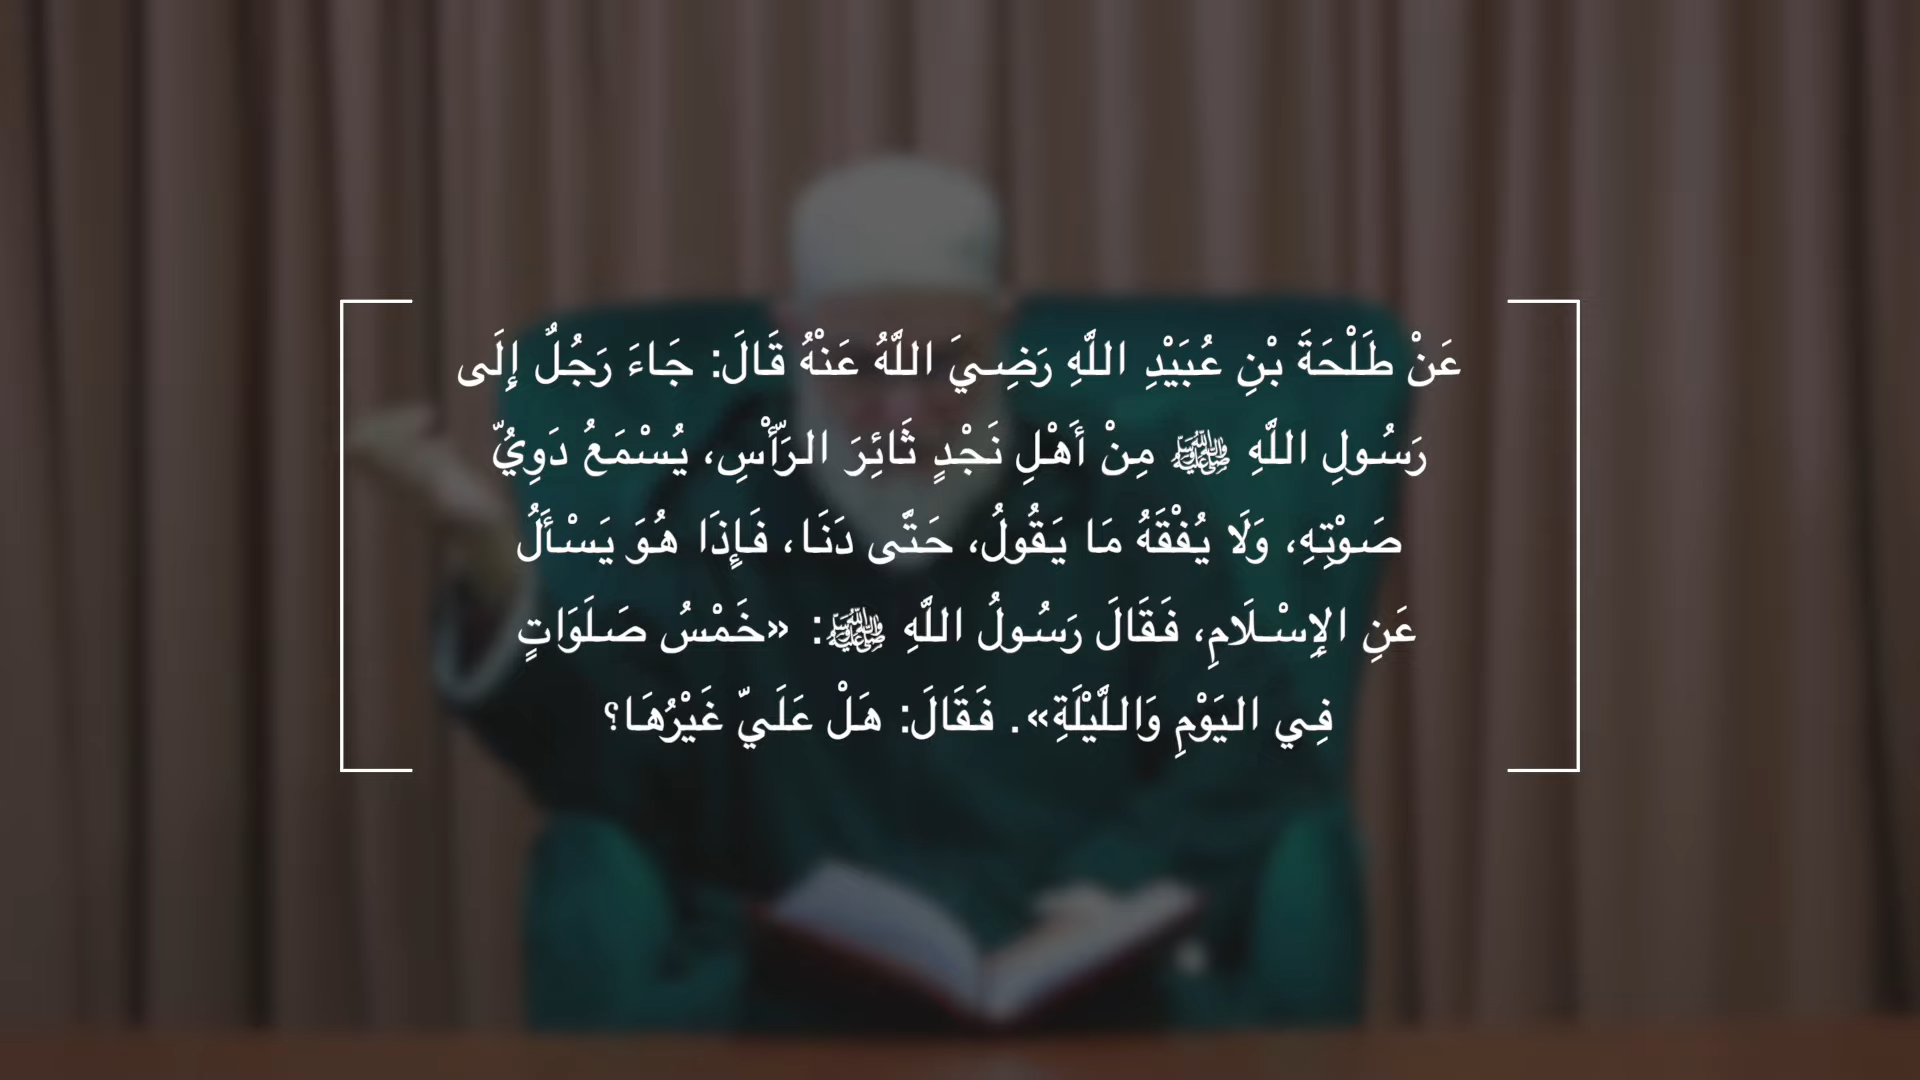 عَنْ طَلْحَةَ بْنِ عُبَيْدِ اللَّهِ رَضِيَ اللَّهُ عَنْهُ قَالَ: جَاءَ رَجُلٌ إِلَى
رَسُولِ اللَّهِ ﷺ مِنْ أَهْلِ نَجْدٍ ثَائِرَ الرَّأْسِ، يُسْمَعُ دَوِيُّ
صَوْتِهِ، وَلَا يُفْقَهُ مَا يَقُولُ، حَتَّى دَنَا، فَإِذَا هُوَ يَسْأَلُ
عَنِ الإِسْلَامِ، فَقَالَ رَسُولُ اللَّهِ ﷺ: «خَمْسُ صَلَوَاتٍ
فِي اليَوْمِ وَاللَّيْلَةِ». فَقَالَ: هَلْ عَلَيّ غَيْرُهَا؟